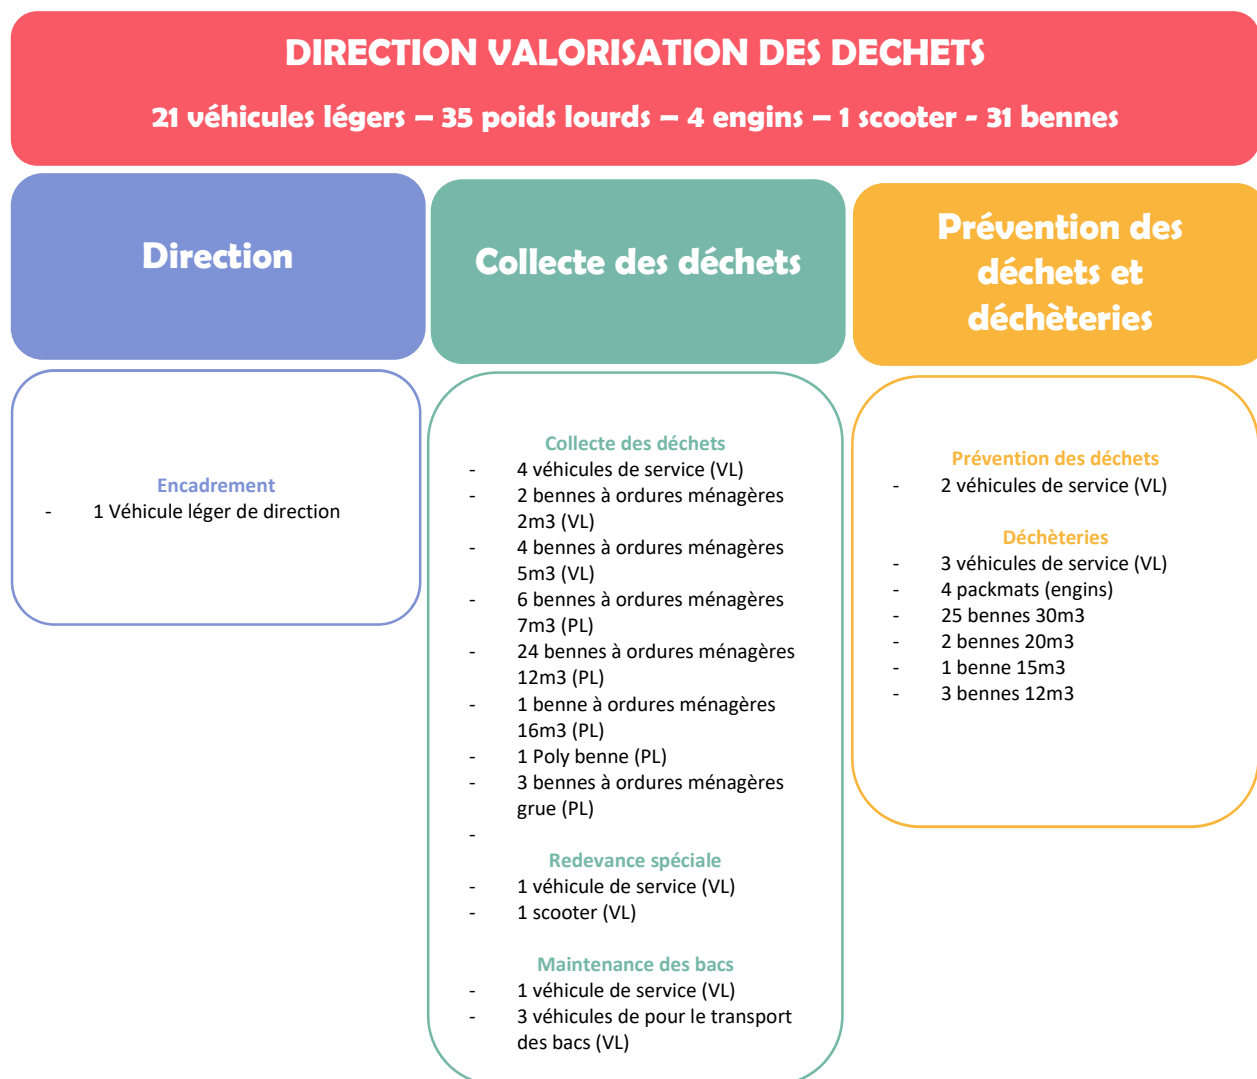 DIRECTION VALORISATION DES DECHETS
21 véhicules légers – 35 poids lourds – 4 engins – 1 scooter - 31 bennes
Direction
Encadrement
- 1 Véhicule léger de direction
Collecte des déchets
Collecte des déchets
- 4 véhicules de service (VL)
- 2 bennes à ordures ménagères
2m3 (VL)
- 4 bennes à ordures ménagères
5m3 (VL)
- 6 bennes à ordures ménagères
7m3 (PL)
- 24 bennes à ordures ménagères
12m3 (PL)
- 1 benne à ordures ménagères
16m3 (PL)
- 1 Poly benne (PL)
- 3 bennes à ordures ménagères
grue (PL)
-
Redevance spéciale
- 1 véhicule de service (VL)
- 1 scooter (VL)
Maintenance des bacs
- 1 véhicule de service (VL)
- 3 véhicules de pour le transport
des bacs (VL)
Prévention des
déchets et
déchèteries
Prévention des déchets
- 2 véhicules de service (VL)
Déchèteries
- 3 véhicules de service (VL)
- 4 packmats (engins)
- 25 bennes 30m3
- 2 bennes 20m3
- 1 benne 15m3
- 3 bennes 12m3